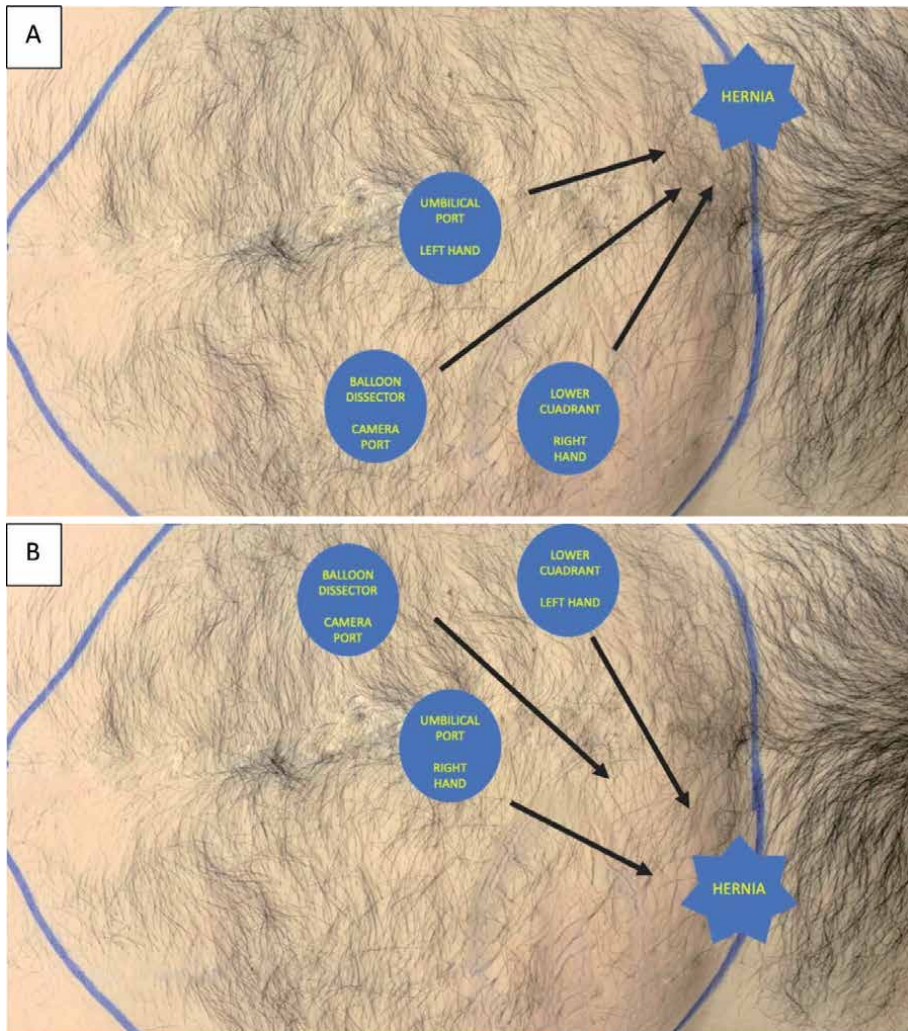 A
HERNIA
UMBILICAL
PORT
LEFT HAND
BALLOON
DISSECTOR
CAMERA
PORT
LOWER
CUADRANT
RIGHT
HAND
B
BALLOON
DISSECTOR
CAMERA
PORT
LOWER
CUADRANT
LEFT HAND
UMBILICAL
PORT
RIGHT
HAND
HERNIA